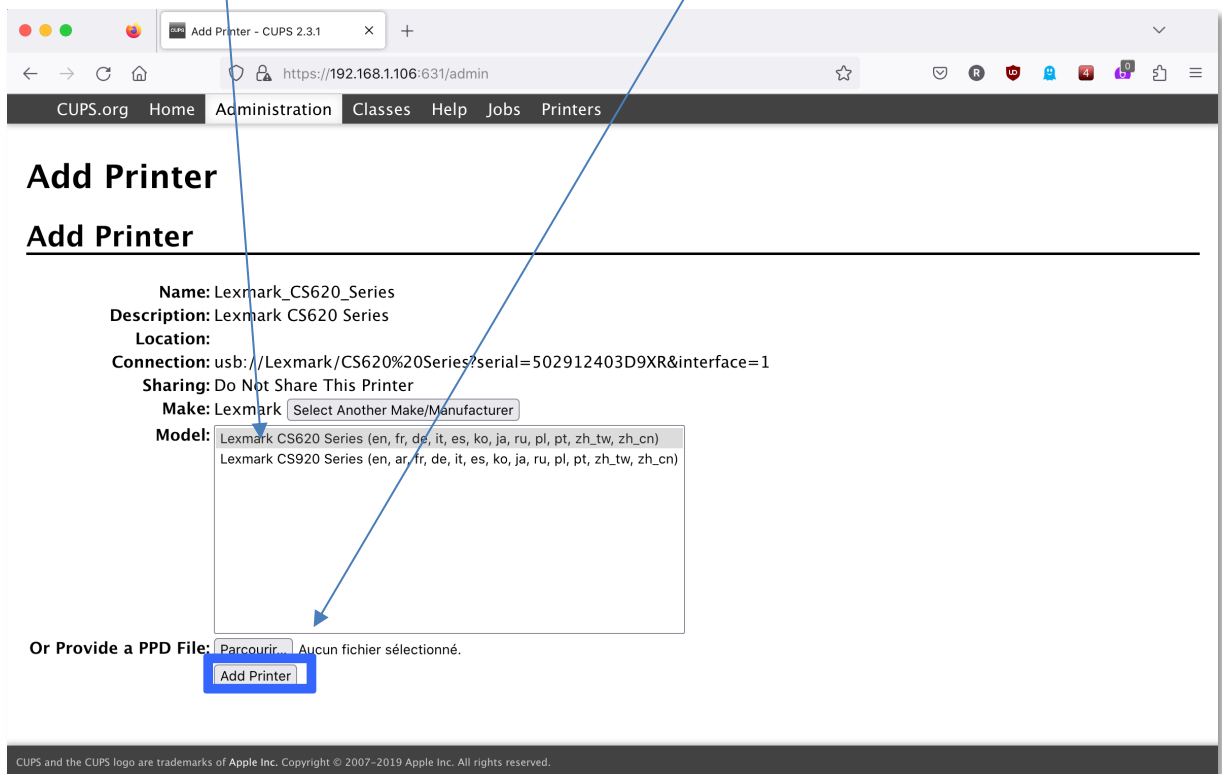 Add Printer - CUPS 2.3.1
https://192.168.1.106:631/admin
R
4
0
CUPS.org Home Administration Classes Help Jobs Printers
Add Printer
Add Printer
Name: Lexmark_CS620_Series
Description: Lexmark CS620 Series
Location:
Connection: usb://Lexmark/CS620%20Series?serial=502912403D9XR&interface=1
Sharing: Do Not Share This Printer
Make: Lexmark Select Another Make/Manufacturer
Model: Lexmark CS620 Series (en, fr, de, it, es, ko, ja, ru, pl, pt, zh_tw, zh_cn)
Lexmark CS920 Series (en, ar, fr, de, it, es, ko, ja, ru, pl, pt, zh_tw, zh_cn)
Or Provide a PPD File: Parcourir... Aucun fichier sélectionné.
Add Printer
CUPS and the CUPS logo are trademarks of Apple Inc. Copyright © 2007-2019 Apple Inc. All rights reserved.